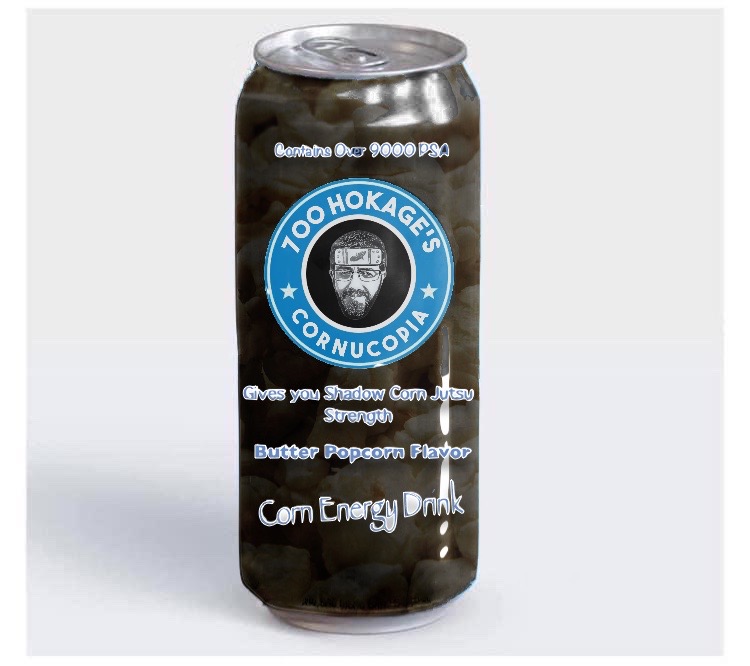 Contains Over 9000 PSA
700 HOKAGE'S
CORNUCOPIA
Gives you Shadow Corn Jutsu
Strength
Butter Popcorn Flavor
Corn Energy Drink